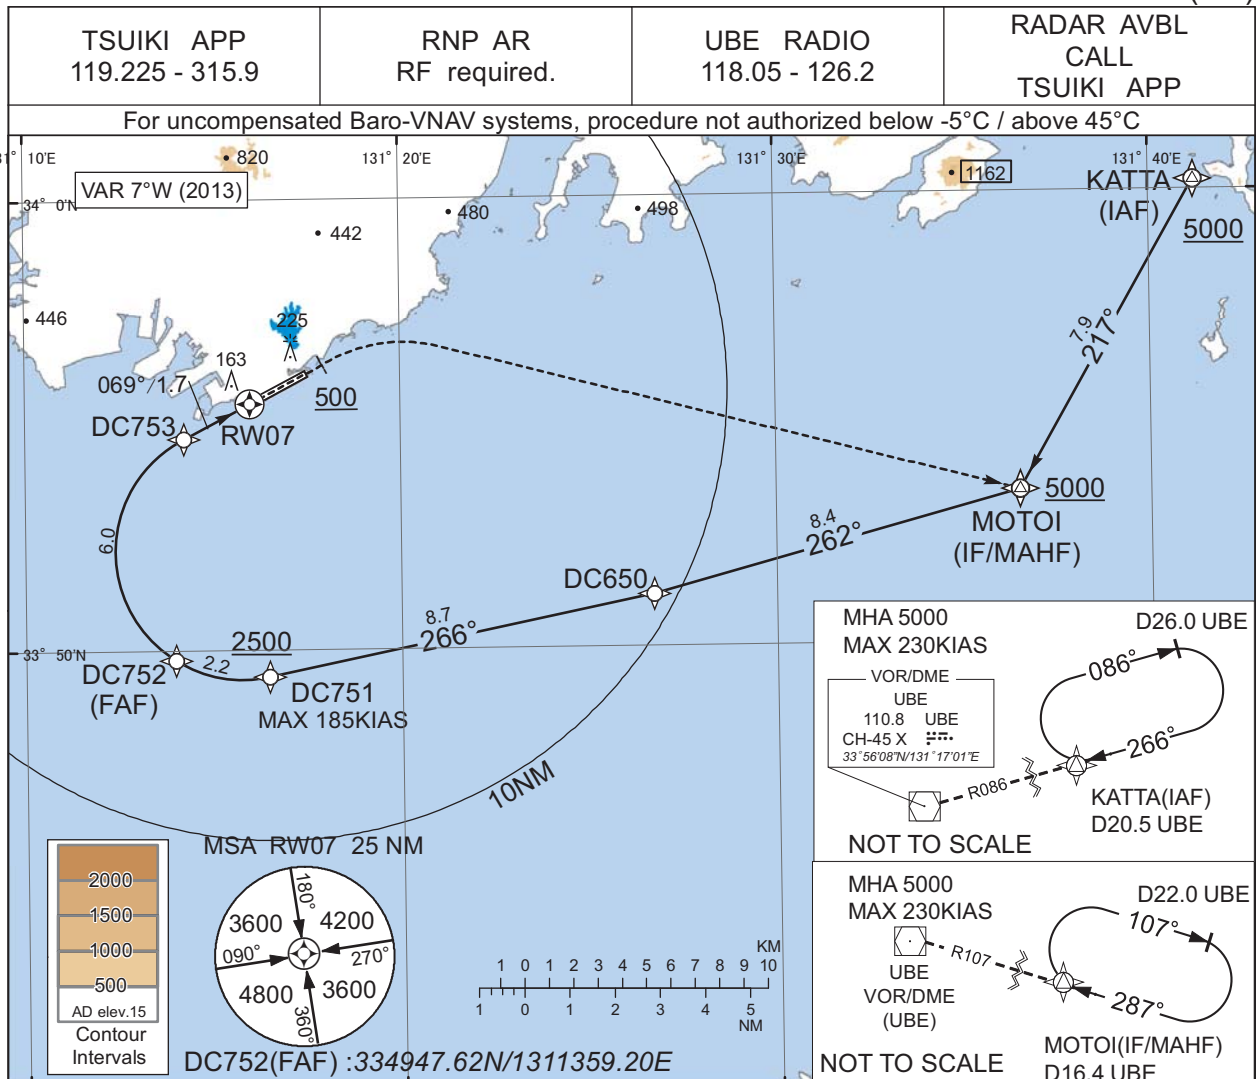 TSUIKI APP
119.225 - 315.9
RNP AR
RF required.
UBE RADIO
118.05 - 126.2
RADAR AVBL
CALL
TSUIKI APP
For uncompensated Baro-VNAV systems, procedure not authorized below -5°C / above 45°C
1° 10'E
131° 20'E
131° 30'E
131° 40'E
820
VAR 7°W (2013)
34° 0'N
480
498
1162
442
KATTA
(IAF)
5000
446
225
163
7.9
217°
069°/1.7
500
DC753
RW07
5000
MOTOI
(IF/MAHF)
8.4
262°
6.0
DC650
8.7
266°
2500
33° 50'N
2.2
DC752
(FAF)
DC751
MAX 185KIAS
10NM
MHA 5000
MAX 230KIAS
D26.0 UBE
VOR/DME
UBE
110.8 UBE
CH-45 X
33°56'08"N/131°17'01"E
086°
266°
R086
KATTA(IAF)
D20.5 UBE
NOT TO SCALE
MHA 5000
MAX 230KIAS
D22.0 UBE
107°
R107
287°
UBE
VOR/DME
(UBE)
MOTOI(IF/MAHF)
D16.4 UBE
NOT TO SCALE
2000
1500
1000
500
AD elev.15
Contour
Intervals
MSA RW07 25 NM
180°
3600
4200
090°
270°
4800
3600
360°
KM
1 0 1 2 3 4 5 6 7 8 9 10
1 0 1 2 3 4 5
NM
DC752(FAF) :334947.62N/1311359.20E